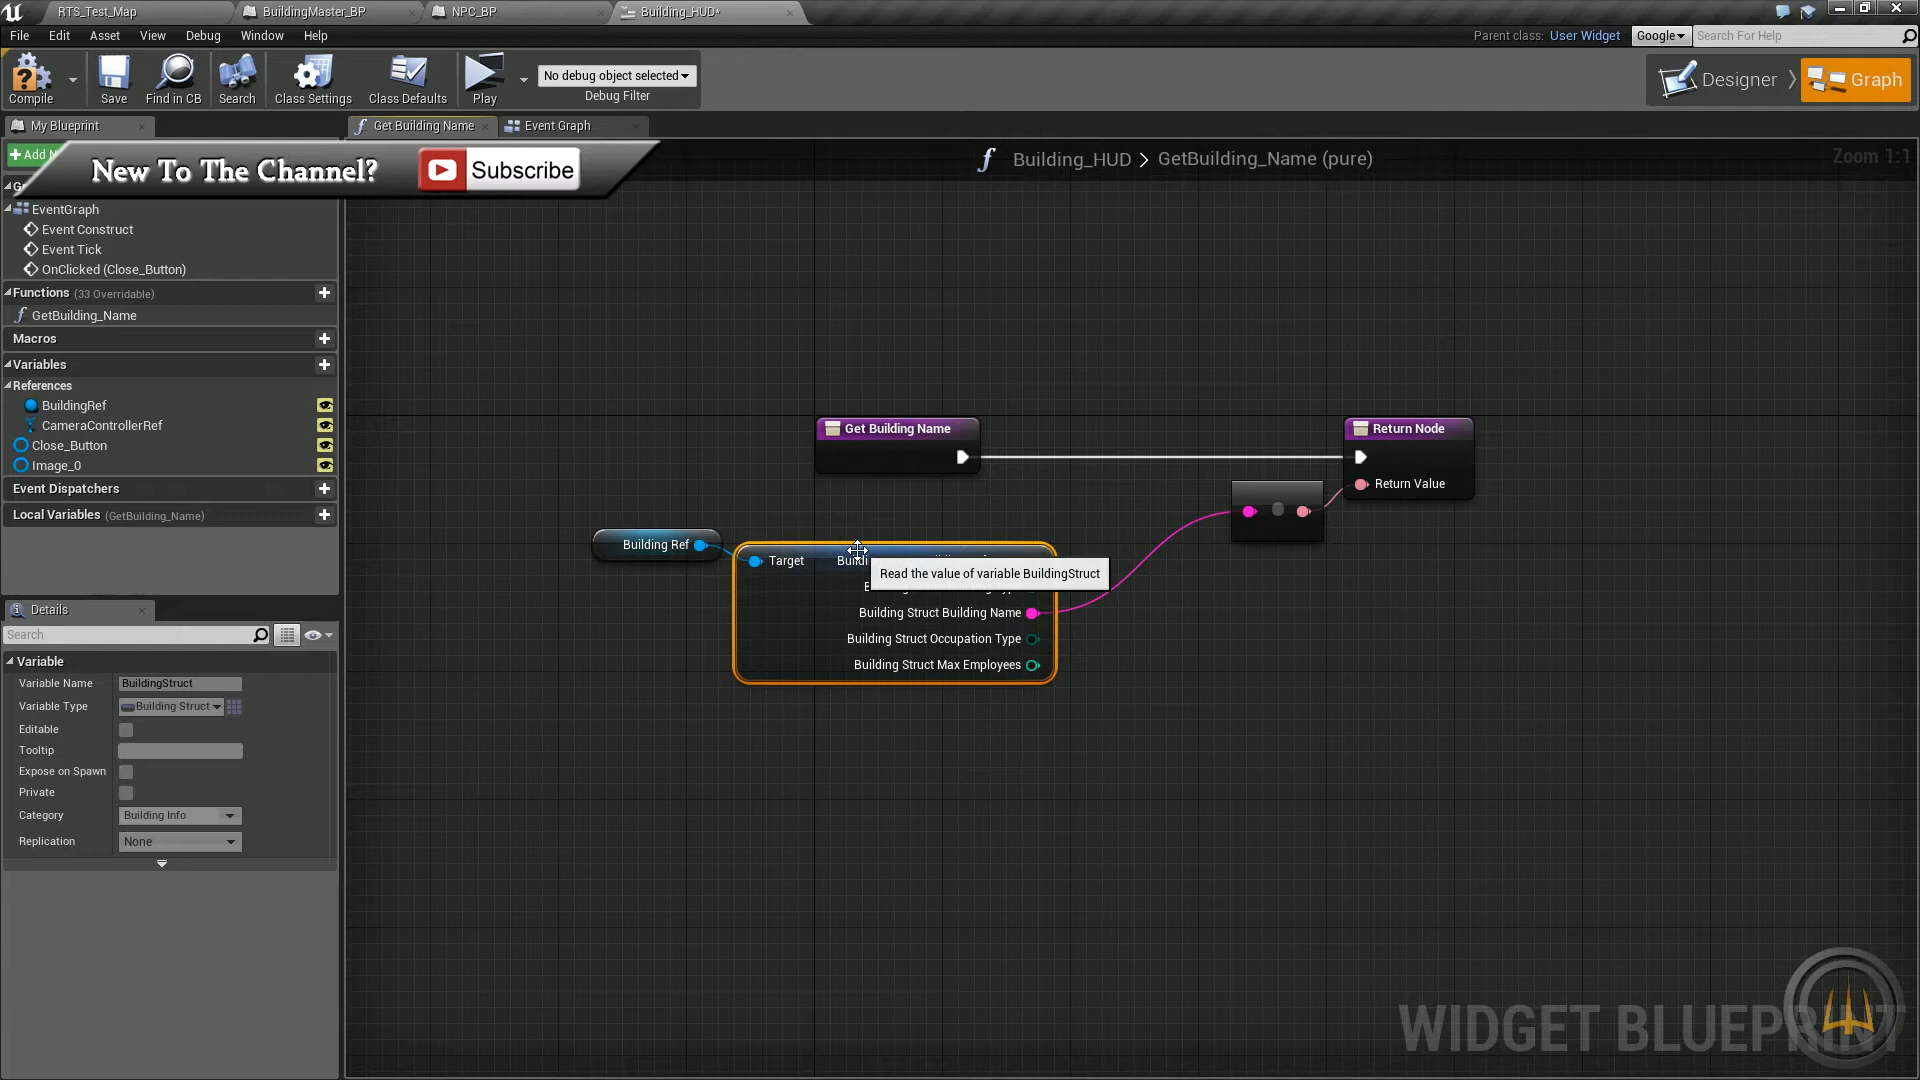 RTS_Test_Map
BuildingMaster_BP
NPC_BP
Building_HUD*
File Edit Asset View Debug Window Help
Parent class: User Widget Google Search For Help
Compile
Save
Find in CB
Search
Class Settings
Class Defaults
Play
No debug object selected
Debug Filter
Designer
Graph
My Blueprint
Get Building Name
Event Graph
Add N
New To The Channel?
Subscribe
Building_HUD > GetBuilding_Name (pure)
Zoom 1:1
EventGraph
Event Construct
Event Tick
OnClicked (Close_Button)
Functions (33 Overridable)
GetBuilding_Name
Macros
Variables
References
BuildingRef
CameraControllerRef
Close_Button
Image_0
Event Dispatchers
Local Variables (GetBuilding_Name)
Get Building Name
Return Node
Return Value
Building Ref
Target
Read the value of variable BuildingStruct
Building Struct Building Name
Building Struct Occupation Type
Building Struct Max Employees
Details
Search
Variable
Variable Name BuildingStruct
Variable Type Building Struct
Editable
Tooltip
Expose on Spawn
Private
Category Building Info
Replication None
WIDGET BLUEPRINT